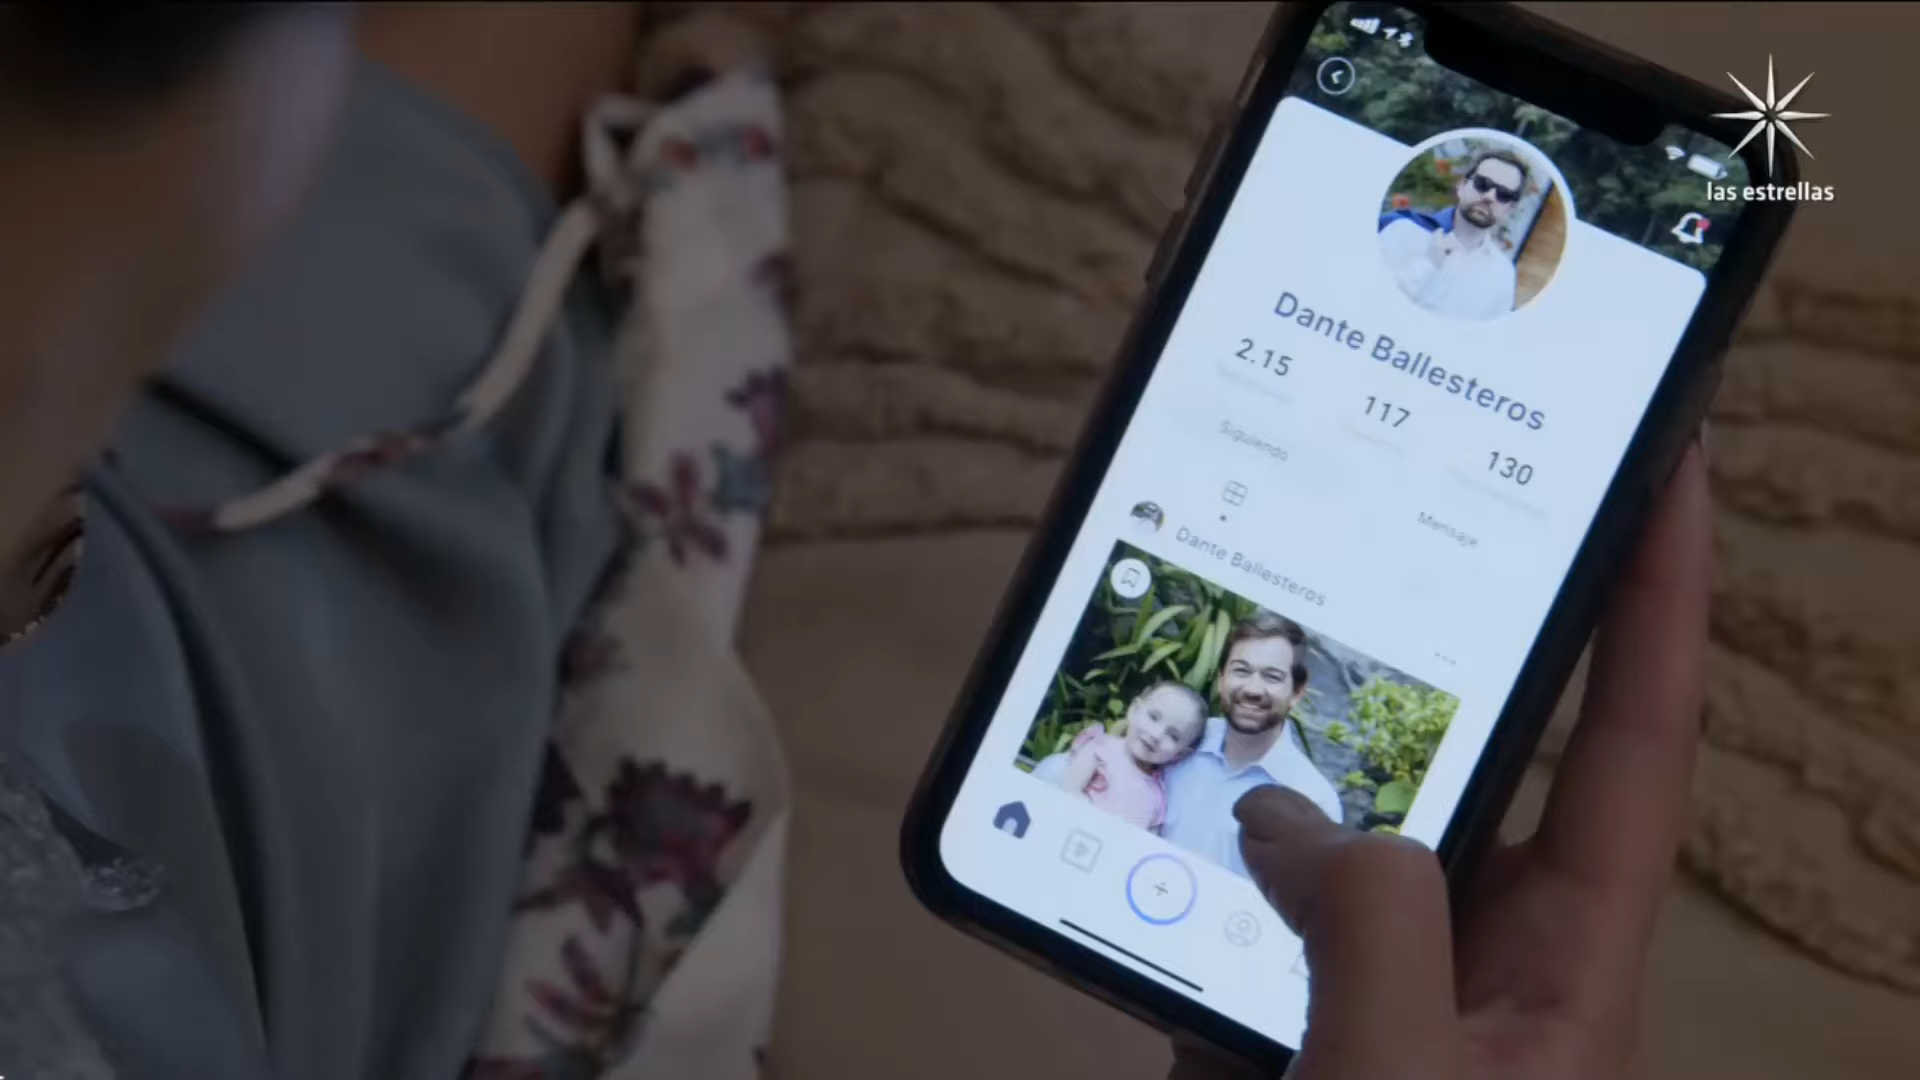 las estrellas
Dante Ballesteros
2.15
117
130
Siguiendo
Mensaje
Dante Ballesteros